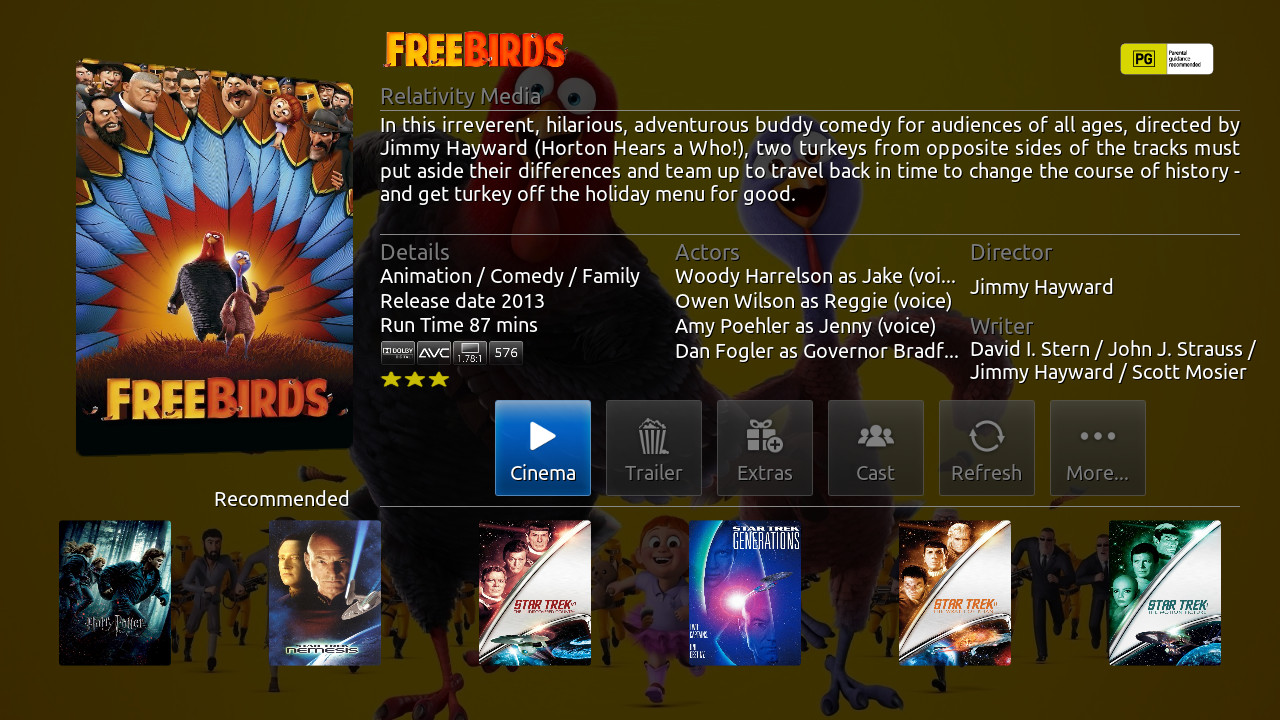 FREEBIRDS
PG
Parental
guidance
recommended
Relativity Media
In this irreverent, hilarious, adventurous buddy comedy for audiences of all ages, directed by
Jimmy Hayward (Horton Hears a Who!), two turkeys from opposite sides of the tracks must
put aside their differences and team up to travel back in time to change the course of history -
and get turkey off the holiday menu for good.
FREEBIRDS
Details
Animation / Comedy / Family
Release date 2013
Run Time 87 mins
DOLBY
AVC
1.78:1
576
Actors
Woody Harrelson as Jake (voi...
Owen Wilson as Reggie (voice)
Amy Poehler as Jenny (voice)
Dan Fogler as Governor Bradf...
Director
Jimmy Hayward
Writer
David I. Stern / John J. Strauss /
Jimmy Hayward / Scott Mosier
Cinema
Trailer
Extras
Cast
Refresh
More...
Recommended
Harry Potter
STAR TREK
NEMESIS
STAR TREK
STAR TREK
GENERATIONS
STAR TREK
STAR TREK